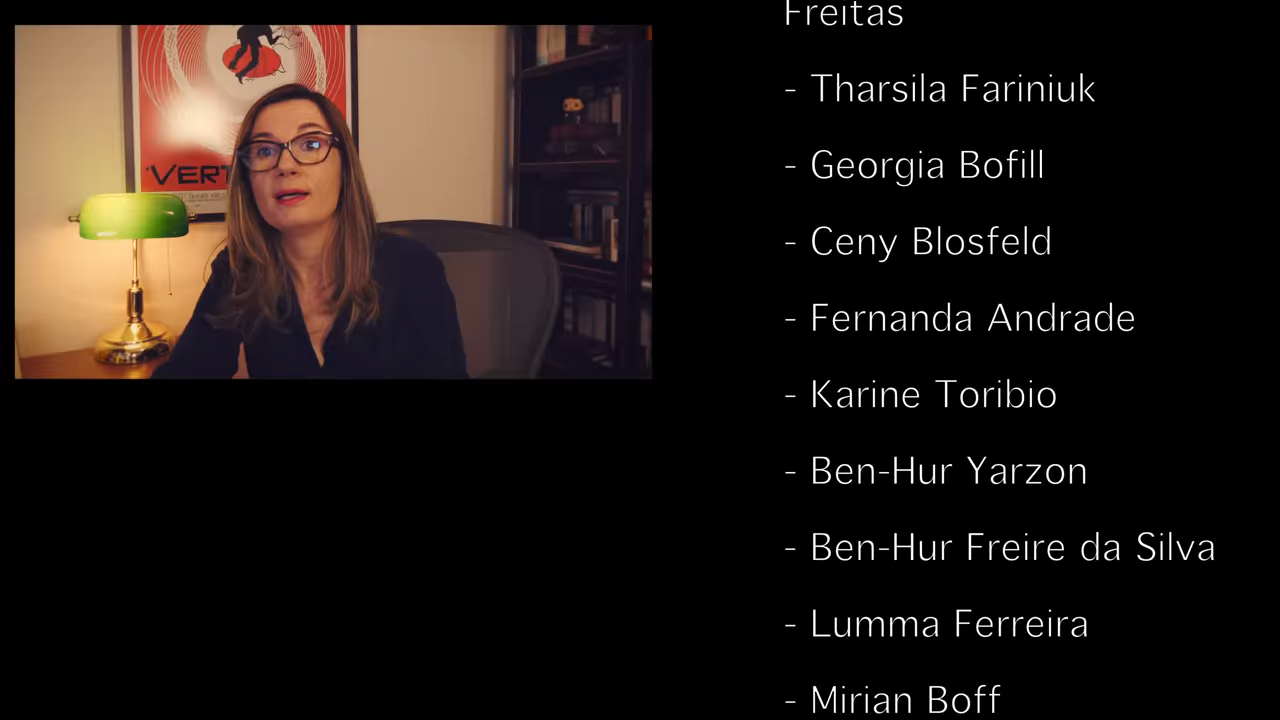 VERT
Freitas
- Tharsila Fariniuk
- Georgia Bofill
- Ceny Blosfeld
- Fernanda Andrade
- Karine Toribio
- Ben-Hur Yarzon
- Ben-Hur Freire da Silva
- Lumma Ferreira
- Mirian Boff